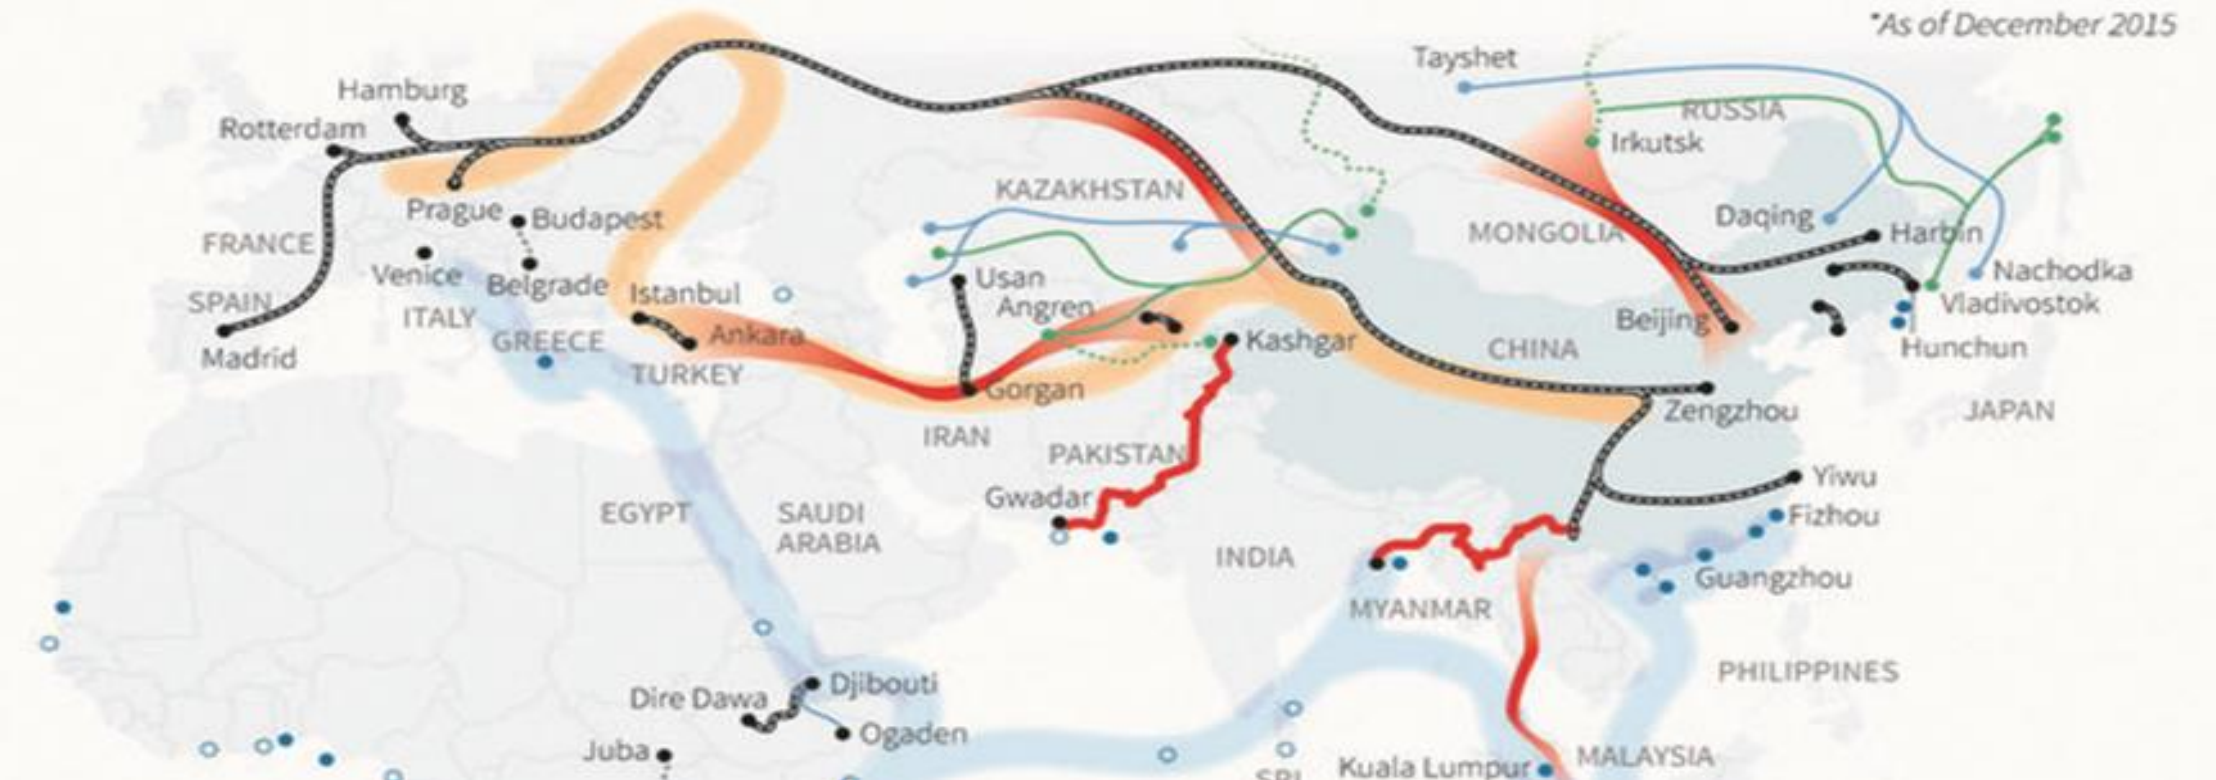 *As of December 2015
Tayshet
Hamburg
Rotterdam
RUSSIA
Irkutsk
KAZAKHSTAN
Prague
Budapest
Daqing
MONGOLIA
Harbin
FRANCE
Venice
Belgrade
Usan
Nachodka
Istanbul
SPAIN
Angren
Vladivostok
ITALY
Beijing
Ankara
GREECE
Kashgar
CHINA
Hunchun
Madrid
TURKEY
Gorgan
Zengzhou
JAPAN
IRAN
PAKISTAN
Yiwu
Gwadar
EGYPT
SAUDI
ARABIA
Fizhou
INDIA
Guangzhou
MYANMAR
PHILIPPINES
Djibouti
Dire Dawa
Ogaden
Juba
MALAYSIA
Kuala Lumpur